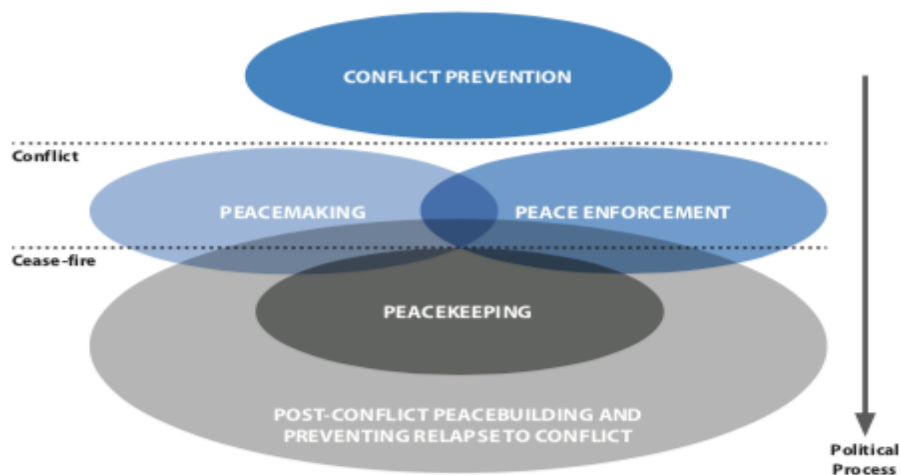 CONFLICT PREVENTION
Conflict
PEACEMAKING
PEACE ENFORCEMENT
Cease-fire
PEACEKEEPING
POST-CONFLICT PEACEBUILDING AND
PREVENTING RELAPSE TO CONFLICT
Political
Process